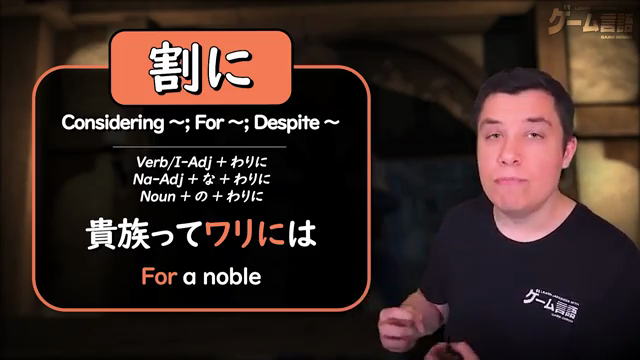 割に
Considering ～; For ～; Despite ～
Verb/I-Adj + わりに
Na-Adj + な + わりに
Noun + の + わりに
貴族ってワリには
For a noble
ゲーム言語
ゲーム言語